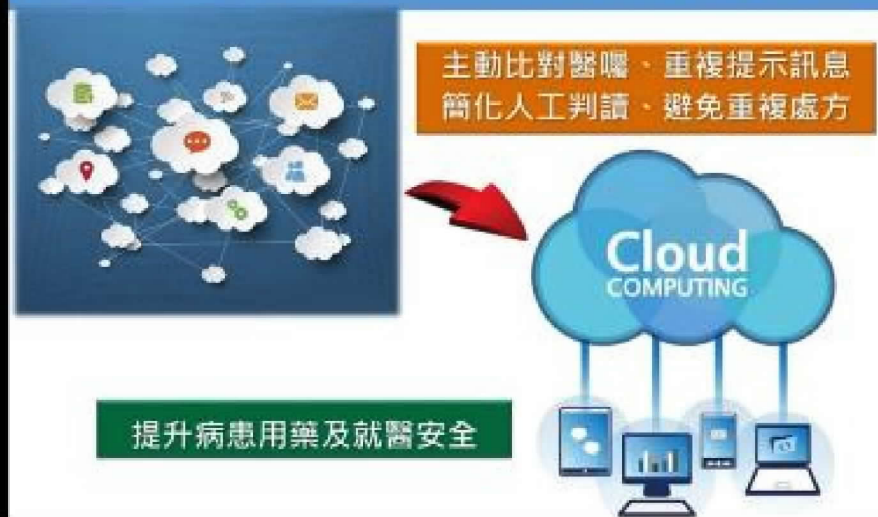 主動比對醫囑、重複提示訊息
簡化人工判讀、避免重複處方
Cloud
COMPUTING
提升病患用藥及就醫安全